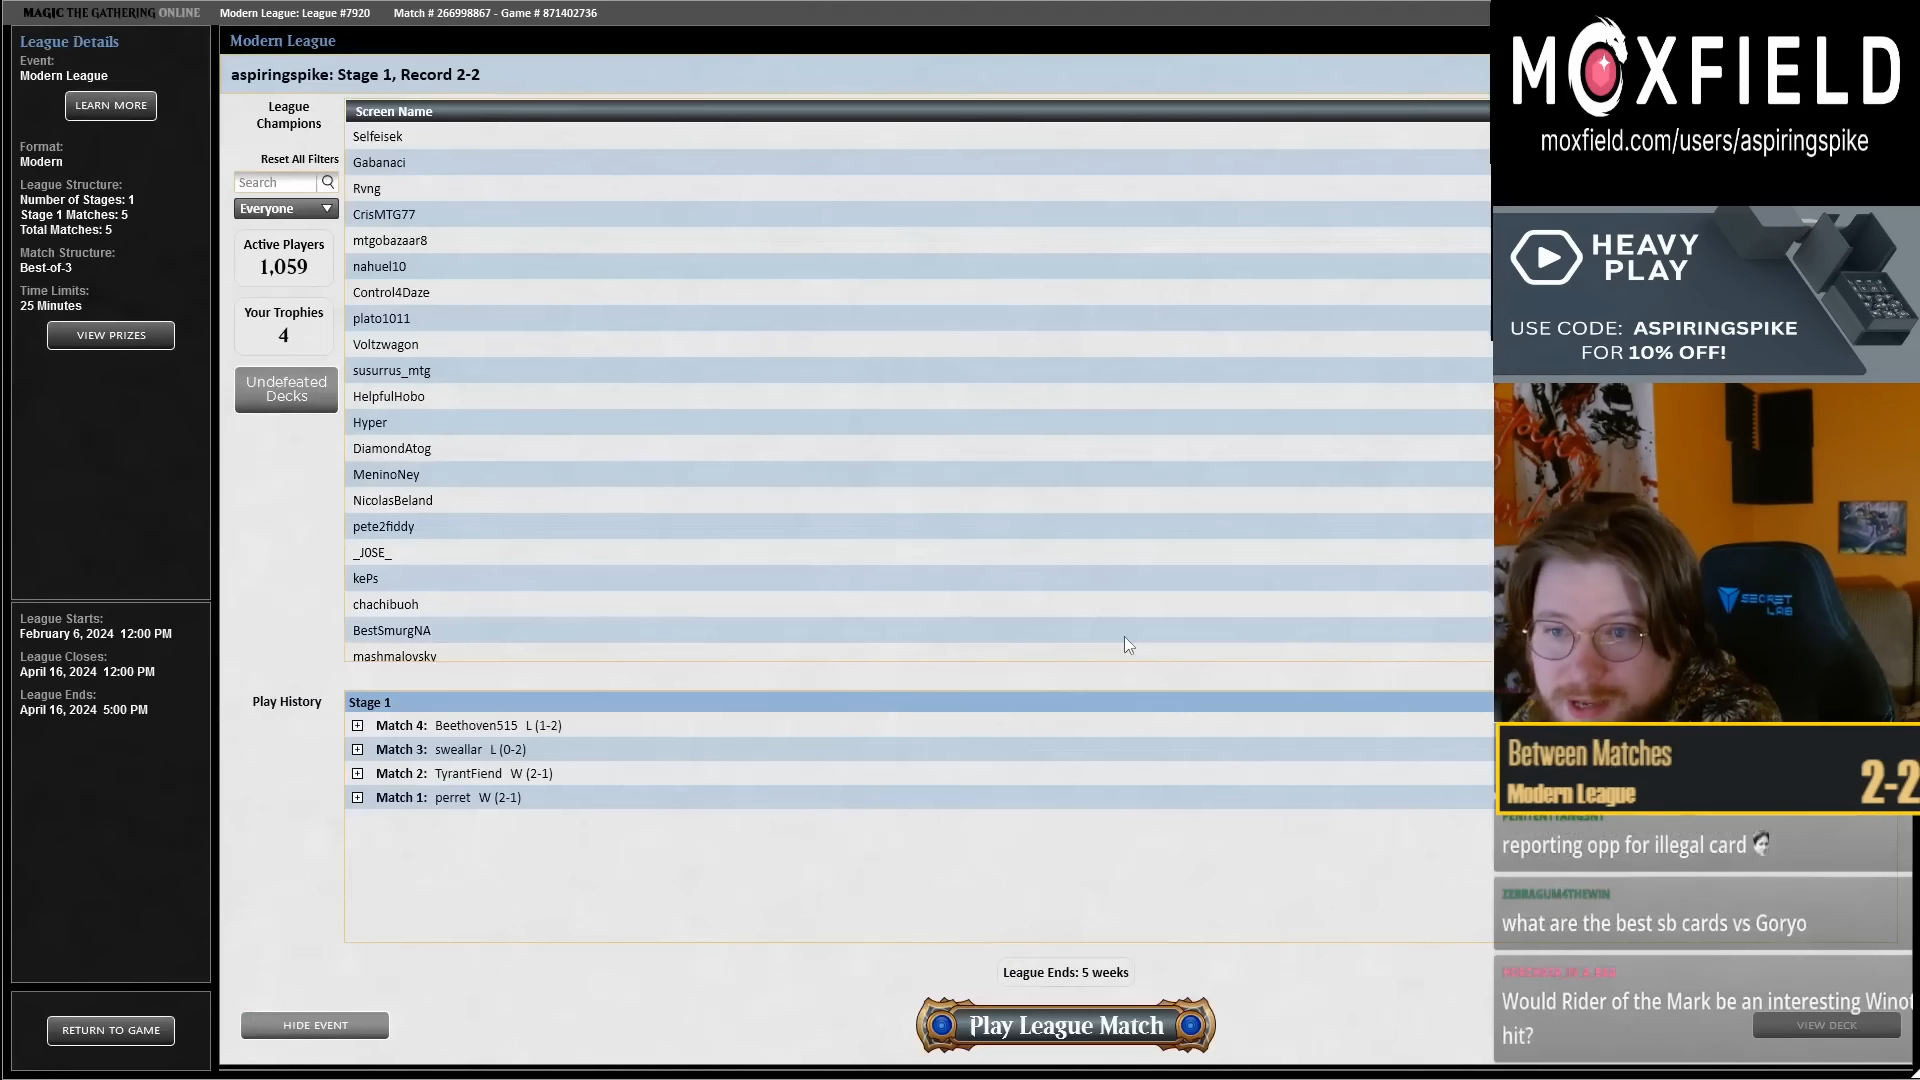 MAGIC THE GATHERING ONLINE
Modern League: League #7920
Match # 266998867 - Game # 871402736
League Details
Event:
Modern League
LEARN MORE
Format:
Modern
League Structure:
Number of Stages: 1
Stage 1 Matches: 5
Total Matches: 5
Match Structure:
Best-of-3
Time Limits:
25 Minutes
VIEW PRIZES
League Starts:
February 6, 2024 12:00 PM
League Closes:
April 16, 2024 12:00 PM
League Ends:
April 16, 2024 5:00 PM
RETURN TO GAME
Modern League
aspiringspike: Stage 1, Record 2-2
League
Champions
Reset All Filters
Search
Everyone
Active Players
1,059
Your Trophies
4
Undefeated
Decks
Screen Name
Selfeisek
Gabanaci
Rvng
CrisMTG77
mtgobazaar8
nahuel10
Control4Daze
plato1011
Voltzwagon
susurrus_mtg
HelpfulHobo
Hyper
DiamondAtog
MeninoNey
NicolasBeland
pete2fiddy
_J0SE_
kePs
chachibuoh
BestSmurgNA
mashmalovsky
Play History
Stage 1
Match 4: Beethoven515 L (1-2)
Match 3: sweallar L (0-2)
Match 2: TyrantFiend W (2-1)
Match 1: perret W (2-1)
League Ends: 5 weeks
HIDE EVENT
Play League Match
MOXFIELD
moxfield.com/users/aspiringspike
HEAVY
PLAY
USE CODE: ASPIRINGSPIKE
FOR 10% OFF!
SECRET
LAB
Between Matches
Modern League
2-2
reporting opp for illegal card
ZEBRAGUM4THEWIN
what are the best sb cards vs Goryo
Would Rider of the Mark be an interesting Winot
hit?
VIEW DECK